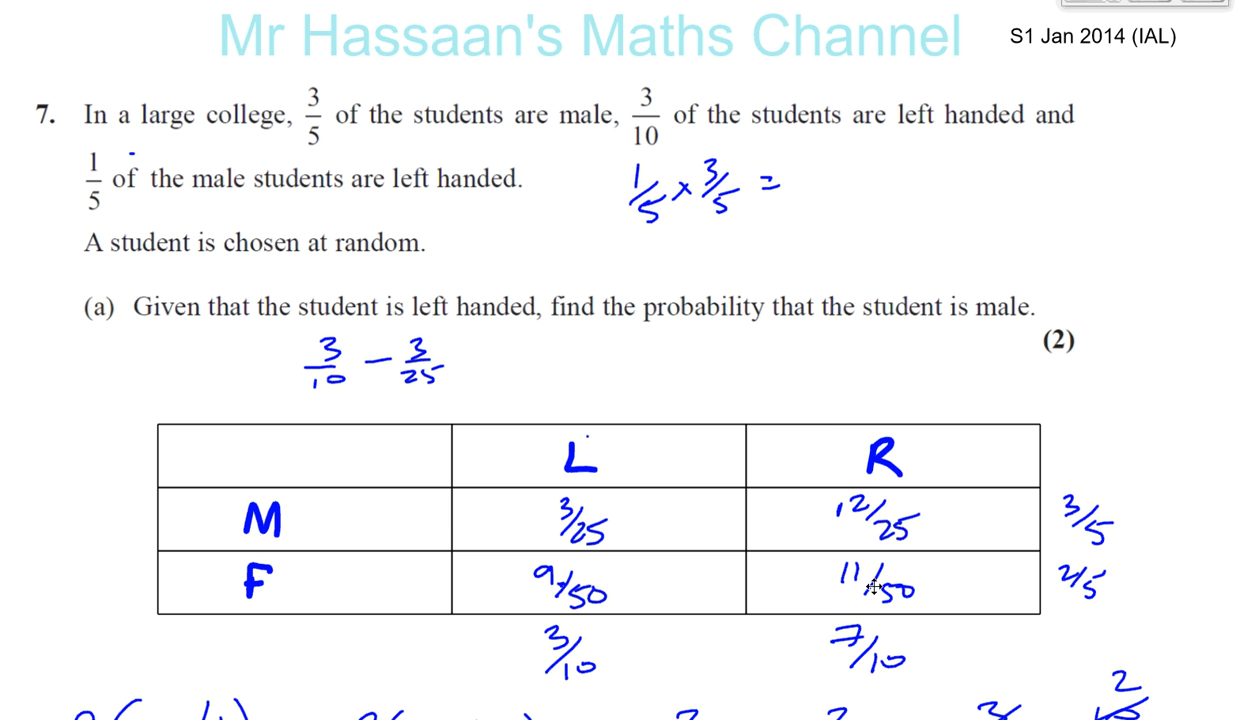 Mr Hassaan's Maths Channel
S1 Jan 2014 (IAL)
7. In a large college, 3/5 of the students are male, 3/10 of the students are left handed and
1/5 of the male students are left handed.
1/5 × 3/5 =
A student is chosen at random.
(a) Given that the student is left handed, find the probability that the student is male.
(2)
3/10 − 3/25
L R
M 3/25 12/25 3/5
F 9/50 11/50 2/5
3/10 7/10
2